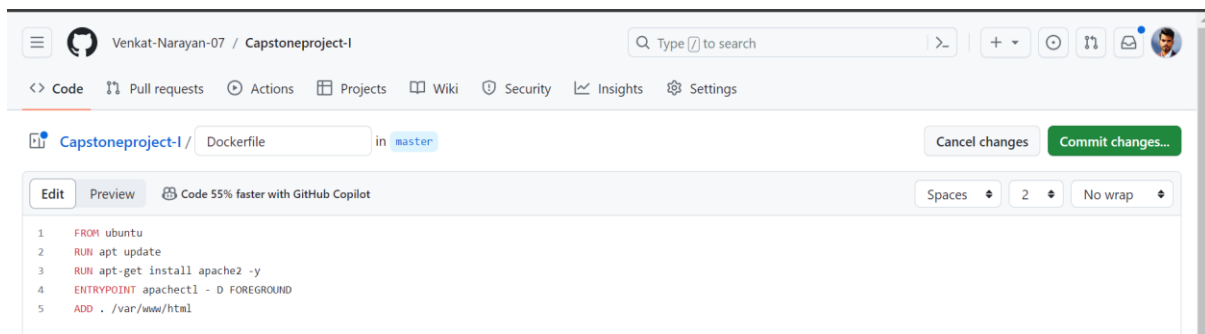 Venkat-Narayan-07 / Capstoneproject-I
Type / to search
<> Code Pull requests Actions Projects Wiki Security Insights Settings
Capstoneproject-I / Dockerfile in master
Cancel changes Commit changes...
Edit Preview Code 55% faster with GitHub Copilot
Spaces 2 No wrap
1 FROM ubuntu
2 RUN apt update
3 RUN apt-get install apache2 -y
4 ENTRYPOINT apachectl - D FOREGROUND
5 ADD . /var/www/html